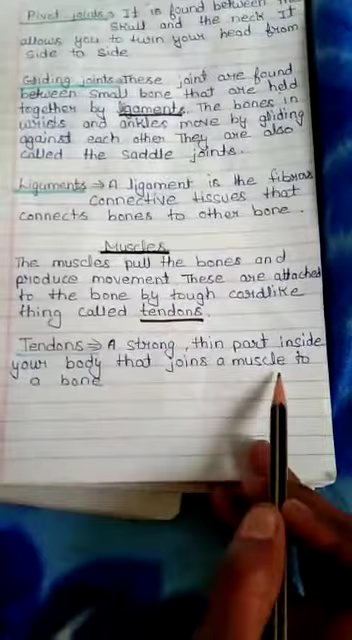 Pivot joints → It is found between the
skull and the neck It
allows you to turn your head from
side to side
Gliding joints → These joint are found
between small bone that are held
together by ligaments. The bones in
wrists and ankles move by gliding
against each other They are also
called the saddle joints.
Ligaments → A ligament is the fibrous
connective tissues that
connects bones to other bone.
Muscles
The muscles pull the bones and
produce movement. These are attached
to the bone by tough cordlike
thing called tendons.
Tendons ⇒ A strong, thin part inside
your body that joins a muscle to
a bone